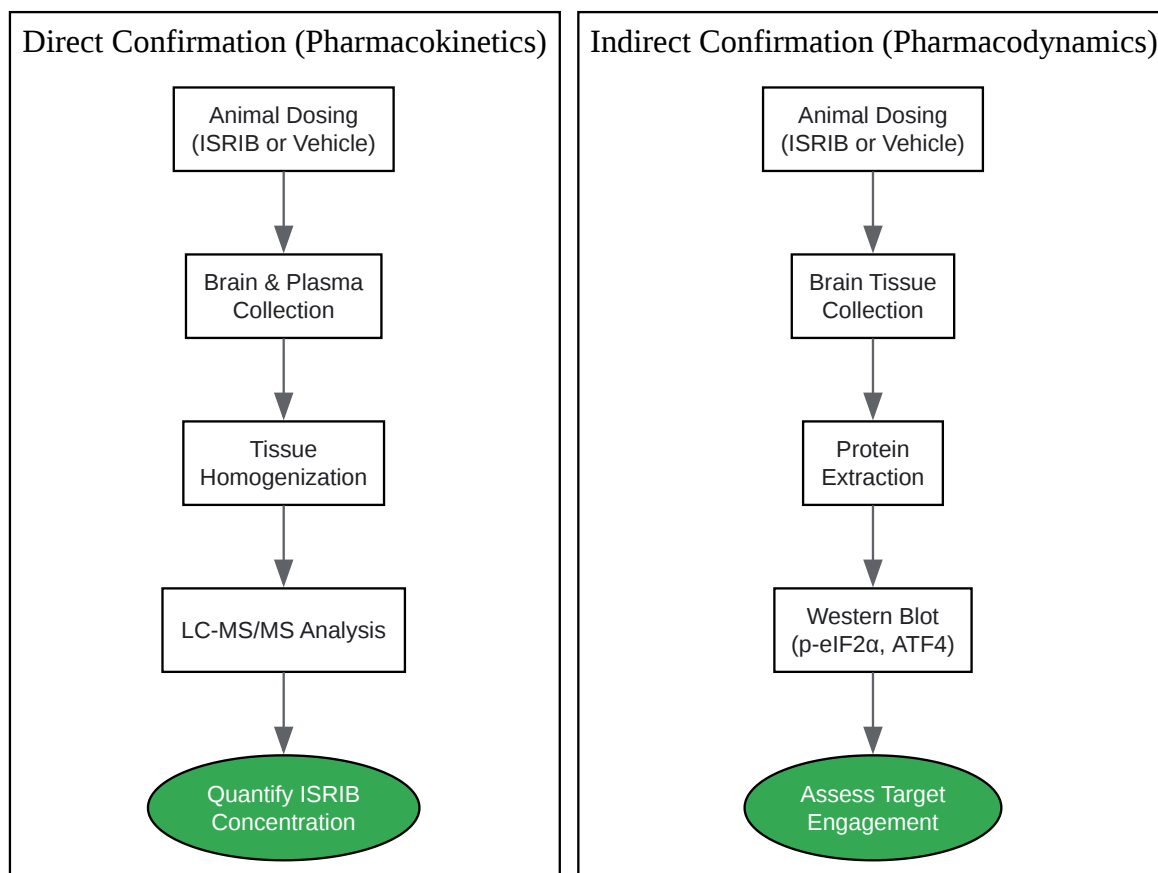 Direct Confirmation (Pharmacokinetics)
Animal Dosing
(ISRIB or Vehicle)
Brain & Plasma
Collection
Tissue
Homogenization
LC-MS/MS Analysis
Quantify ISRIB
Concentration
Indirect Confirmation (Pharmacodynamics)
Animal Dosing
(ISRIB or Vehicle)
Brain Tissue
Collection
Protein
Extraction
Western Blot
(p-eIF2α, ATF4)
Assess Target
Engagement